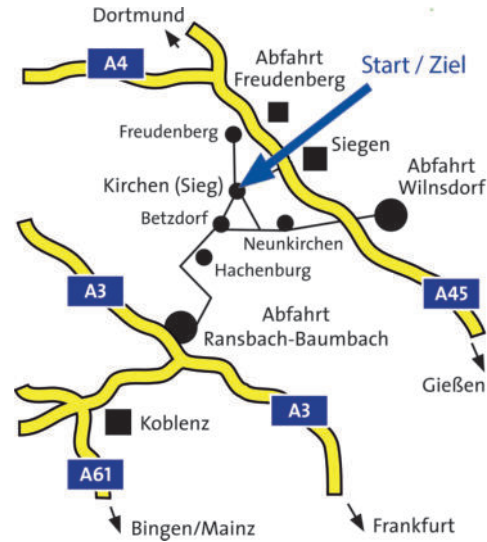 Dortmund
A4
Abfahrt
Freudenberg
Start / Ziel
Freudenberg
Siegen
Abfahrt
Wilnsdorf
Kirchen (Sieg)
Betzdorf
Neunkirchen
Hachenburg
A3
A45
Abfahrt
Ransbach-Baumbach
Gießen
A3
Koblenz
A61
Bingen/Mainz
Frankfurt